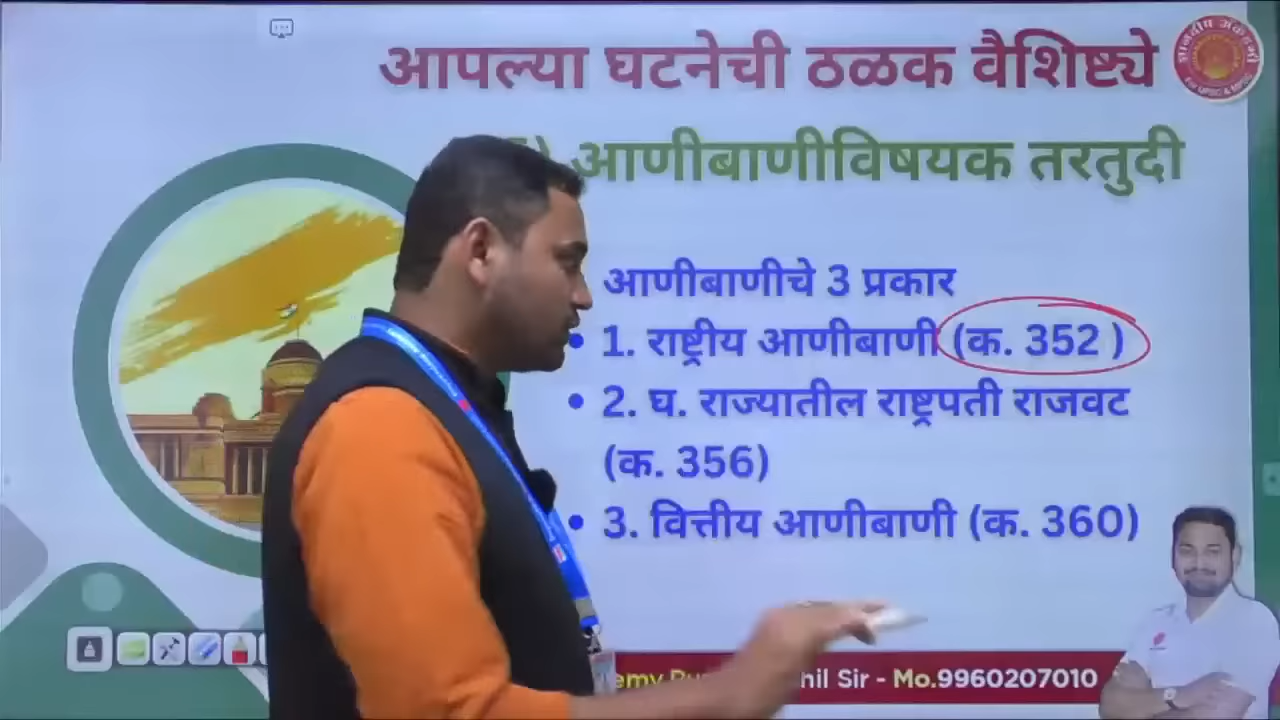 आपल्या घटनेची ठळक वैशिष्ट्ये
आणीबाणीविषयक तरतुदी
आणीबाणीचे 3 प्रकार
• 1. राष्ट्रीय आणीबाणी (क. 352 )
• 2. घ. राज्यातील राष्ट्रपती राजवट
(क. 356)
• 3. वित्तीय आणीबाणी (क. 360)
Sir - Mo.9960207010